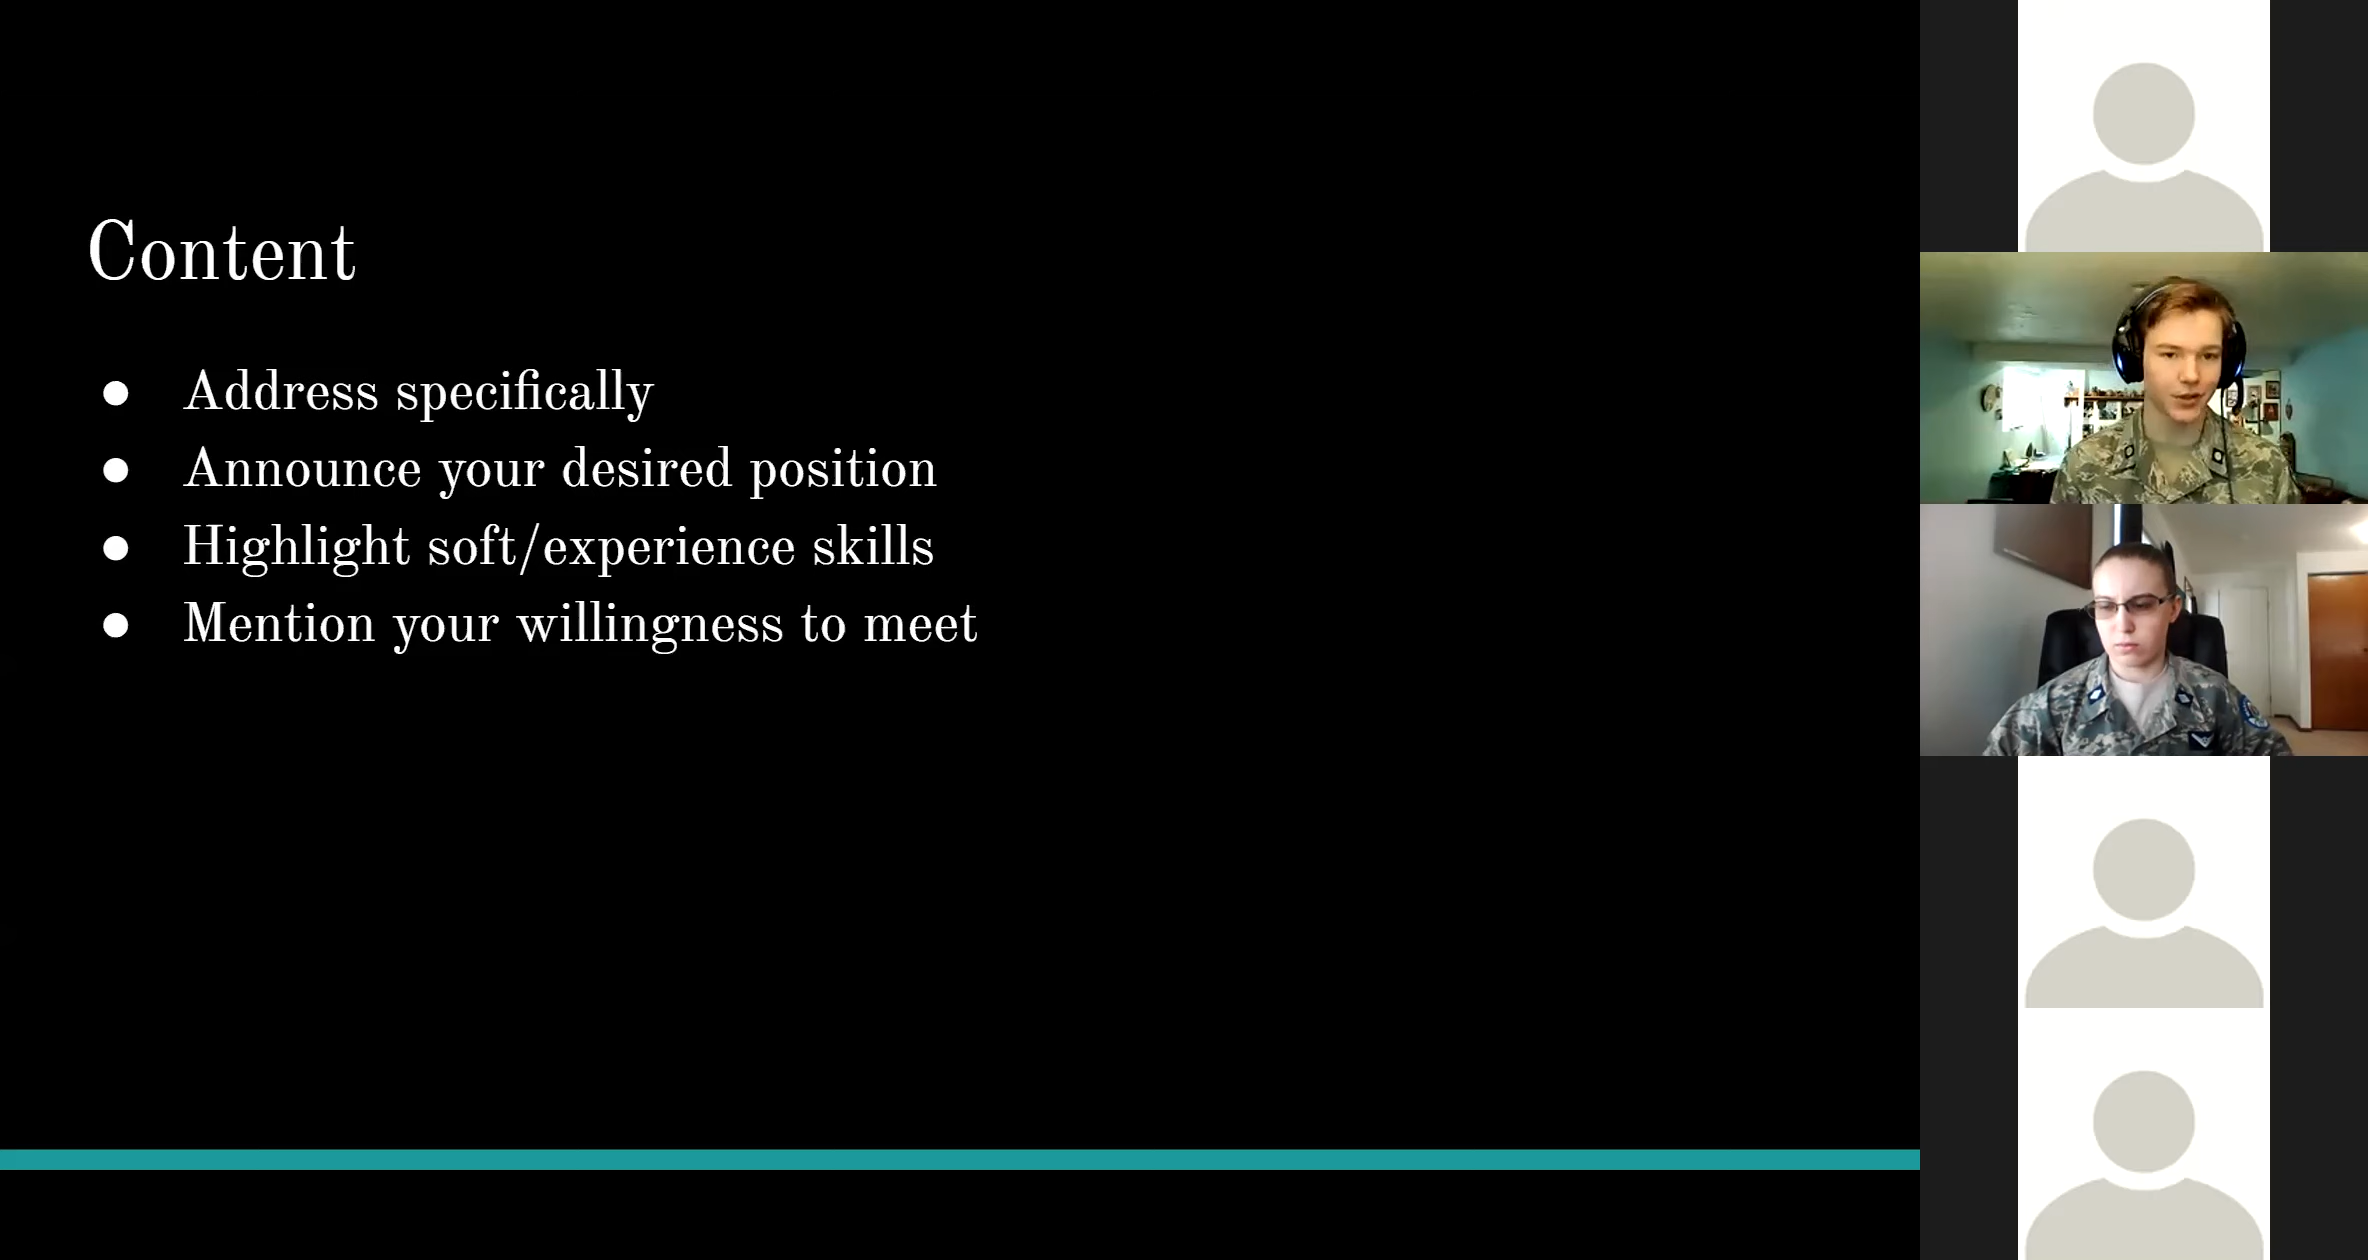 Content
● Address specifically
● Announce your desired position
● Highlight soft/experience skills
● Mention your willingness to meet